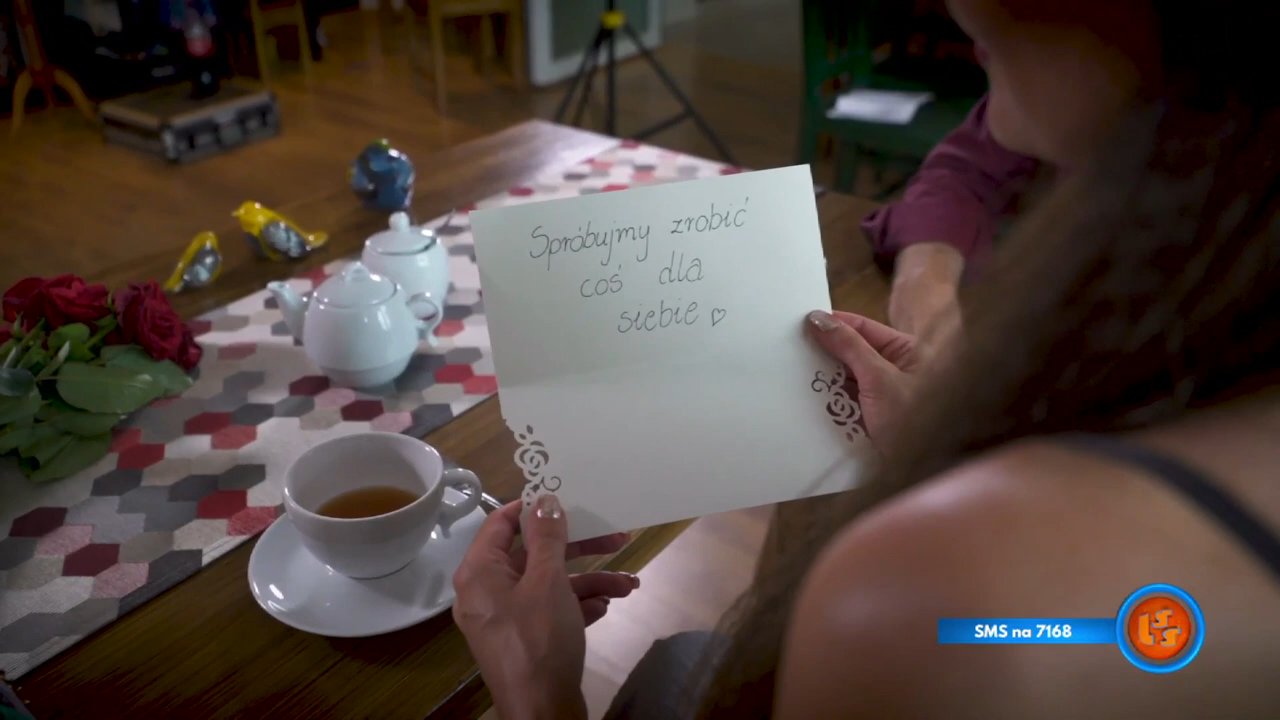 Spróbujmy zrobić
coś dla
siebie ♡
SMS na 7168